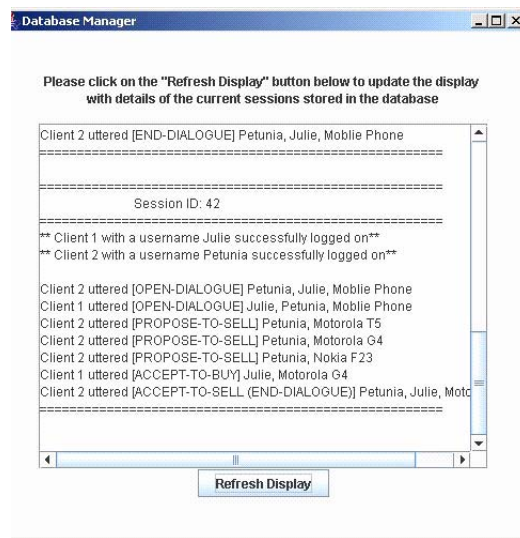 Database Manager
Please click on the "Refresh Display" button below to update the display
with details of the current sessions stored in the database
Client 2 uttered [END-DIALOGUE] Petunia, Julie, Moblie Phone
======================================================
======================================================
Session ID: 42
======================================================
** Client 1 with a username Julie successfully logged on**
** Client 2 with a username Petunia successfully logged on**
Client 2 uttered [OPEN-DIALOGUE] Petunia, Julie, Moblie Phone
Client 1 uttered [OPEN-DIALOGUE] Julie, Petunia, Moblie Phone
Client 2 uttered [PROPOSE-TO-SELL] Petunia, Motorola T5
Client 2 uttered [PROPOSE-TO-SELL] Petunia, Motorola G4
Client 2 uttered [PROPOSE-TO-SELL] Petunia, Nokia F23
Client 1 uttered [ACCEPT-TO-BUY] Julie, Motorola G4
Client 2 uttered [ACCEPT-TO-SELL (END-DIALOGUE)] Petunia, Julie, Moto
======================================================
Refresh Display